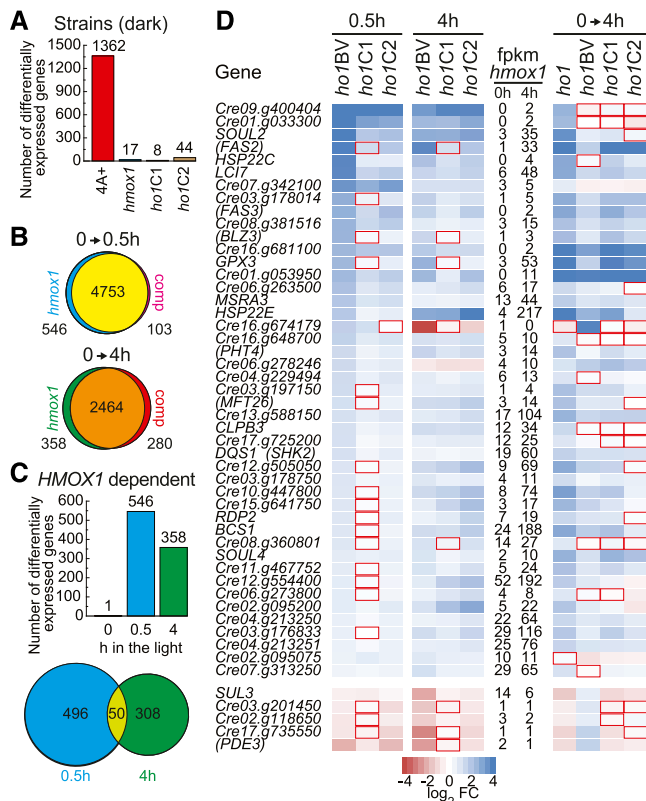 A
Strains (dark)
Number of differentially
expressed genes
1500
1200
900
600
300
0
1362
17
8
44
4A+
hmox1
ho1C1
ho1C2
B
0→0.5h
hmox1
4753
comp
546
103
0→4h
hmox1
2464
comp
358
280
C
HMOX1 dependent
Number of differentially
expressed genes
600
500
400
300
200
100
0
1
546
358
0
0.5
4
h in the light
496
50
308
0.5h
4h
D
0.5h
4h
0→4h
Gene
ho1BV
ho1C1
ho1C2
ho1BV
ho1C1
ho1C2
fpkm
hmox1
0h 4h
ho1
ho1BV
ho1C1
ho1C2
Cre09.g400404 0 2
Cre01.g033300 0 2
SOUL2 3 35
(FAS2) 1 33
HSP22C 0 4
LCI7 6 48
Cre07.g342100 3 5
Cre03.g178014 1 5
(FAS3) 0 2
Cre08.g381516 3 15
(BLZ3) 1 3
Cre16.g681100 0 2
GPX3 3 53
Cre01.g053950 0 11
Cre06.g263500 6 17
MSRA3 13 44
HSP22E 4 217
Cre16.g674179 1 0
Cre16.g648700 5 10
(PHT4) 3 14
Cre06.g278246 4 10
Cre04.g229494 6 13
Cre03.g197150 1 4
(MFT26) 3 14
Cre13.g588150 17 104
CLPB3 12 34
Cre17.g725200 12 25
DQS1 (SHK2) 19 60
Cre12.g505050 9 69
Cre03.g178750 4 11
Cre10.g447800 8 74
Cre15.g641750 3 17
RDP2 7 19
BCS1 24 188
Cre08.g360801 14 27
SOUL4 2 10
Cre11.g467752 5 24
Cre12.g554400 52 192
Cre06.g273800 4 8
Cre02.g095200 5 22
Cre04.g213250 22 64
Cre03.g176833 29 116
Cre04.g213251 25 76
Cre02.g095075 10 11
Cre07.g313250 29 65
SUL3 14 6
Cre03.g201450 1 1
Cre02.g118650 3 2
Cre17.g735550 1 1
(PDE3) 2 1
−4 −2 0 2 4
log2 FC